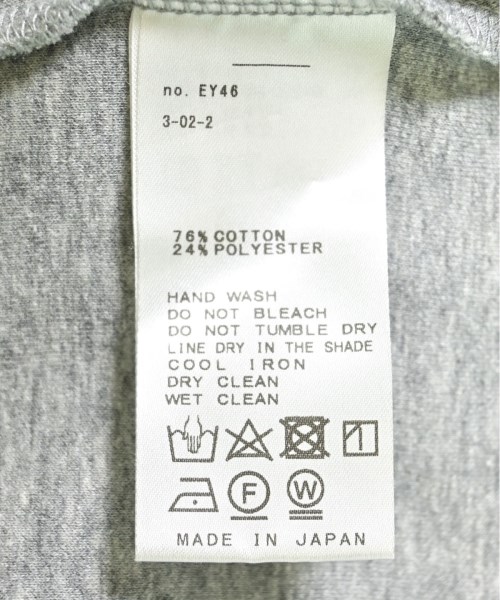 no. EY46
3-02-2
76% COTTON
24% POLYESTER
HAND WASH
DO NOT BLEACH
DO NOT TUMBLE DRY
LINE DRY IN THE SHADE
COOL IRON
DRY CLEAN
WET CLEAN
F W
MADE IN JAPAN